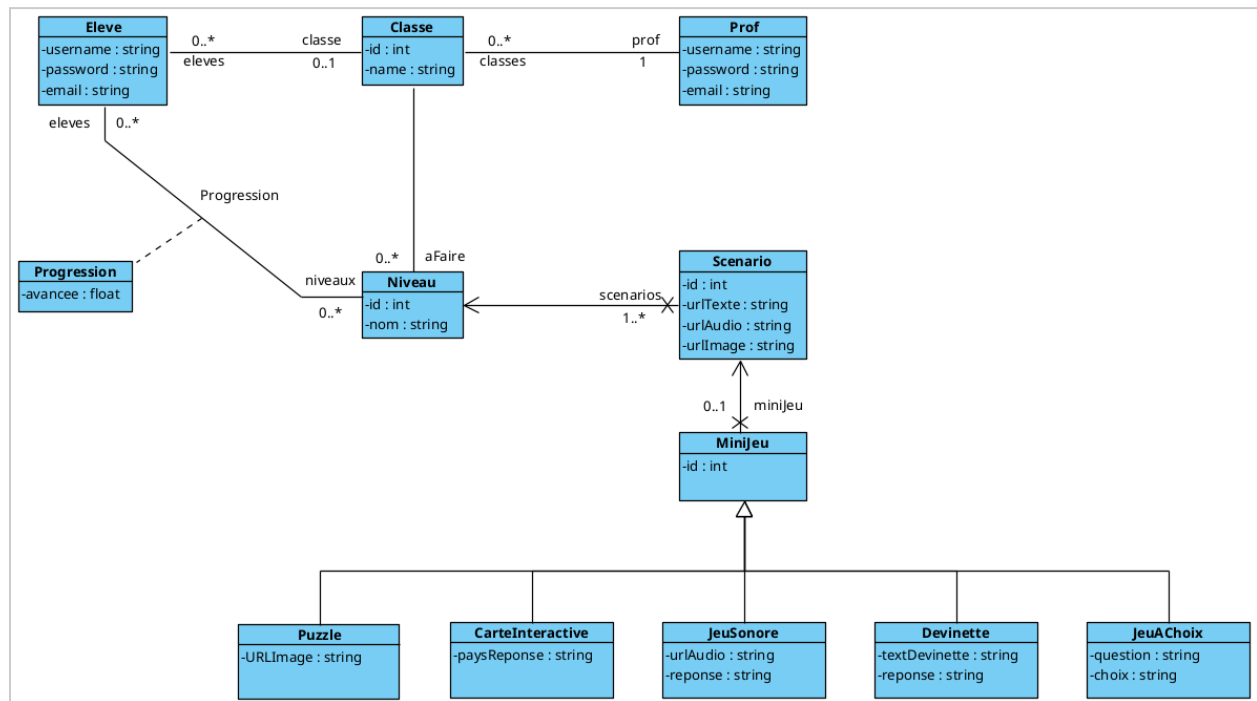 Eleve
-username : string
-password : string
-email : string
0..*
eleves
classe
0..1
Classe
-id : int
-name : string
0..*
classes
prof
1
Prof
-username : string
-password : string
-email : string
eleves
0..*
Progression
Progression
-avancee : float
niveaux
0..*
0..*
aFaire
Niveau
-id : int
-nom : string
scenarios
1..*
Scenario
-id : int
-urlTexte : string
-urlAudio : string
-urlImage : string
0..1
miniJeu
MiniJeu
-id : int
Puzzle
-URLImage : string
CarteInteractive
-paysReponse : string
JeuSonore
-urlAudio : string
-reponse : string
Devinette
-textDevinette : string
-reponse : string
JeuAChoix
-question : string
-choix : string